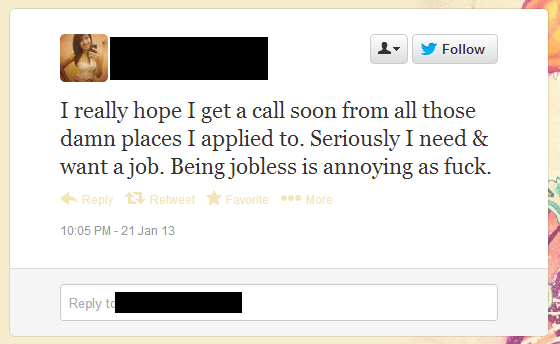 Follow
I really hope I get a call soon from all those
damn places I applied to. Seriously I need &
want a job. Being jobless is annoying as fuck.
Reply Retweet Favorite More
10:05 PM - 21 Jan 13
Reply to